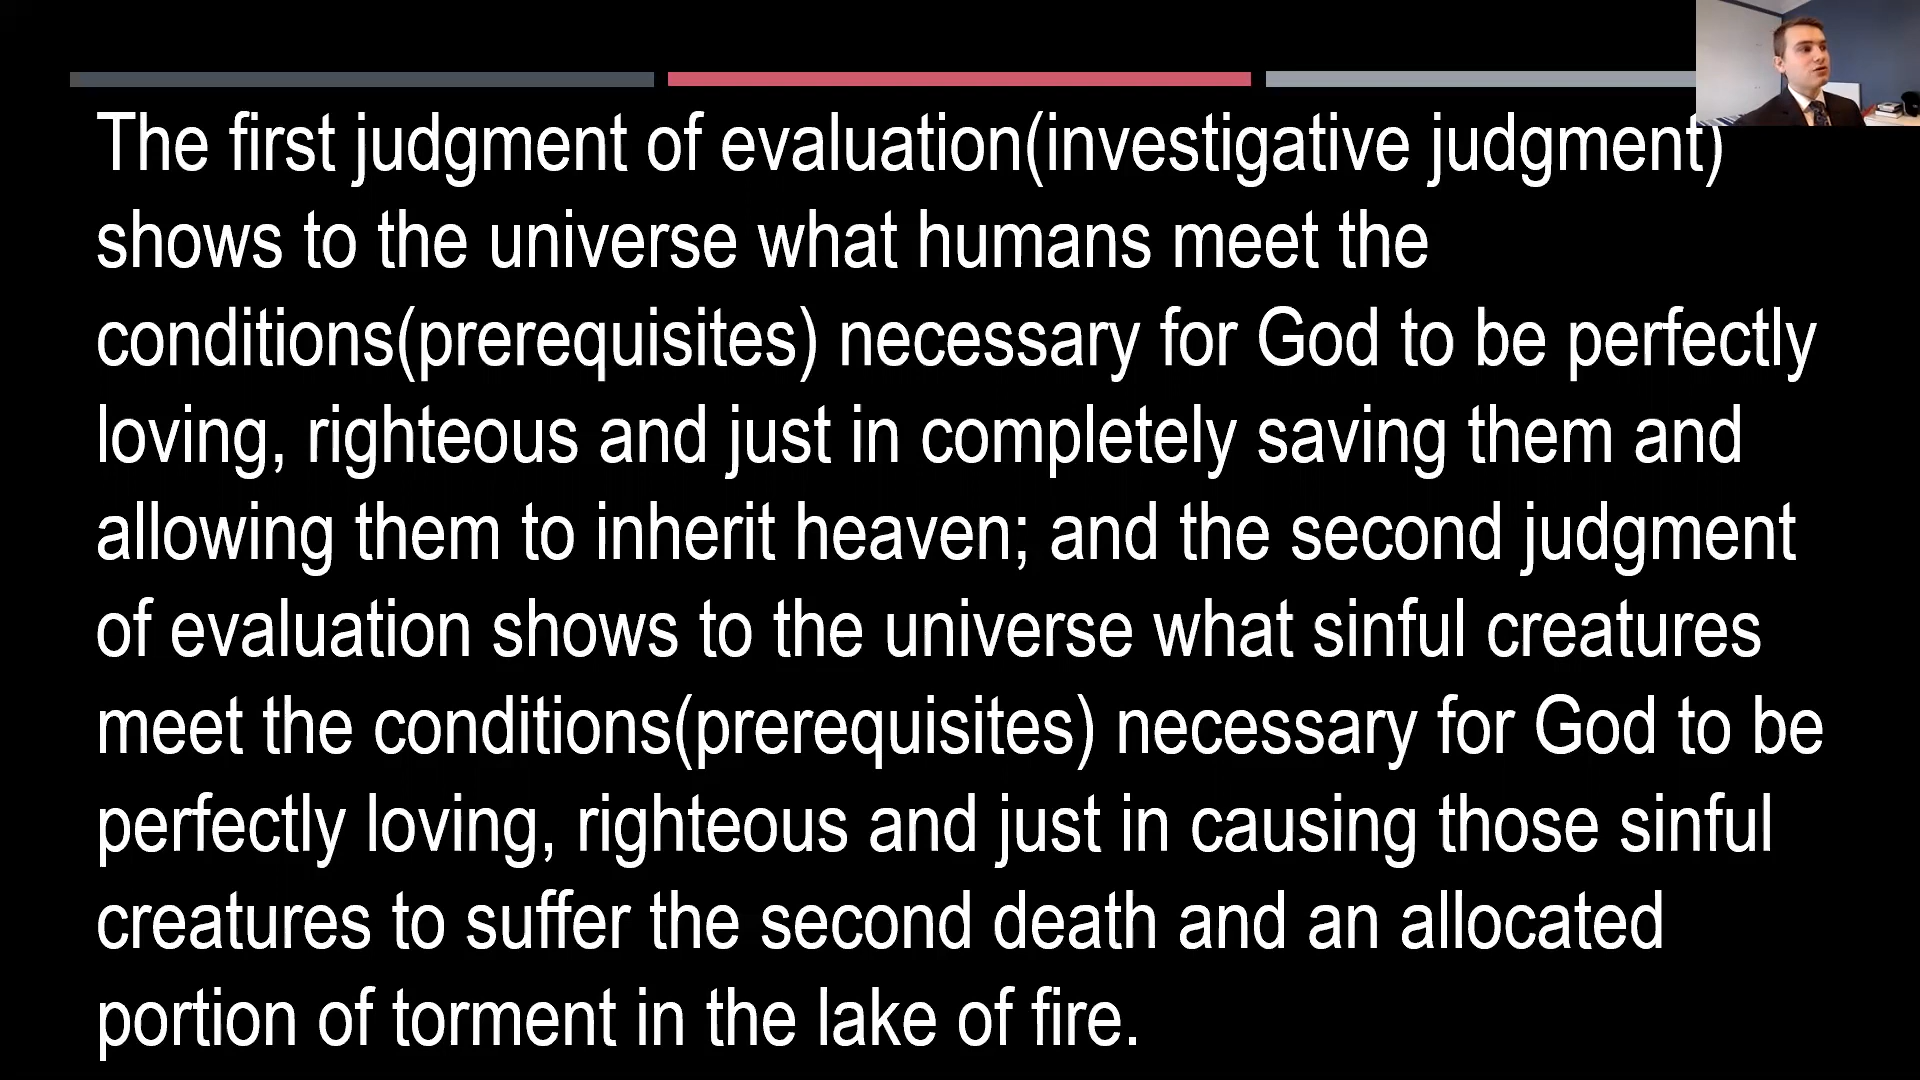 The first judgment of evaluation(investigative judgment)
shows to the universe what humans meet the
conditions(prerequisites) necessary for God to be perfectly
loving, righteous and just in completely saving them and
allowing them to inherit heaven; and the second judgment
of evaluation shows to the universe what sinful creatures
meet the conditions(prerequisites) necessary for God to be
perfectly loving, righteous and just in causing those sinful
creatures to suffer the second death and an allocated
portion of torment in the lake of fire.